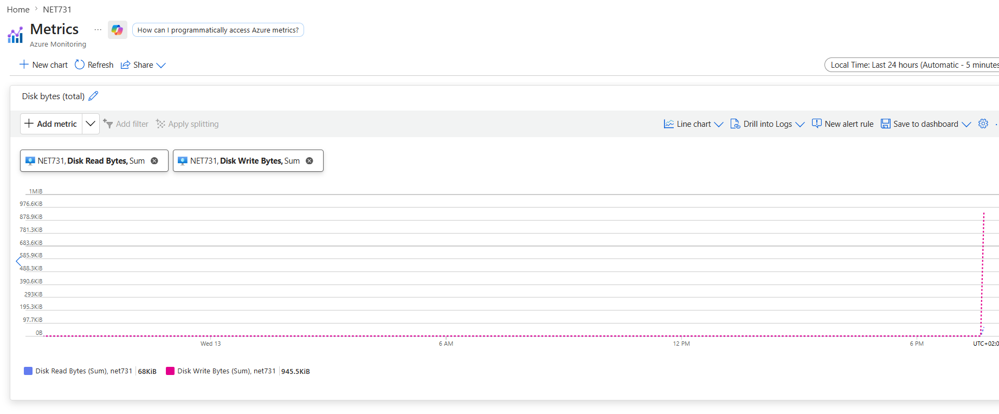 Home > NET731
Metrics ...
How can I programmatically access Azure metrics?
Azure Monitoring
New chart Refresh Share
Local Time: Last 24 hours (Automatic - 5 minutes
Disk bytes (total)
Add metric Add filter Apply splitting
Line chart Drill into Logs New alert rule Save to dashboard
NET731, Disk Read Bytes, Sum
NET731, Disk Write Bytes, Sum
1MiB
976.6KiB
878.9KiB
781.3KiB
683.6KiB
585.9KiB
488.3KiB
390.6KiB
293KiB
195.3KiB
97.7KiB
0B
Wed 13 6 AM 12 PM 6 PM UTC+02:0
Disk Read Bytes (Sum), net731 68KiB Disk Write Bytes (Sum), net731 945.5KiB